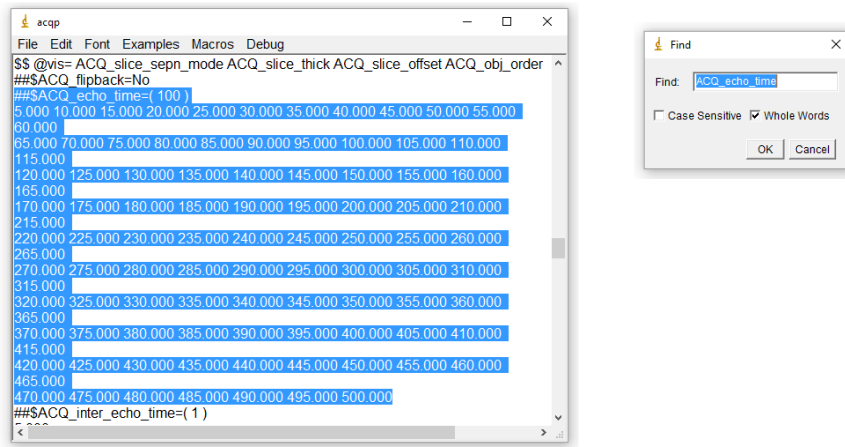 acqp
File Edit Font Examples Macros Debug
$$ @vis= ACQ_slice_sepn_mode ACQ_slice_thick ACQ_slice_offset ACQ_obj_order
##$ACQ_flipback=No
##$ACQ_echo_time=( 100 )
5.000 10.000 15.000 20.000 25.000 30.000 35.000 40.000 45.000 50.000 55.000
60.000
65.000 70.000 75.000 80.000 85.000 90.000 95.000 100.000 105.000 110.000
115.000
120.000 125.000 130.000 135.000 140.000 145.000 150.000 155.000 160.000
165.000
170.000 175.000 180.000 185.000 190.000 195.000 200.000 205.000 210.000
215.000
220.000 225.000 230.000 235.000 240.000 245.000 250.000 255.000 260.000
265.000
270.000 275.000 280.000 285.000 290.000 295.000 300.000 305.000 310.000
315.000
320.000 325.000 330.000 335.000 340.000 345.000 350.000 355.000 360.000
365.000
370.000 375.000 380.000 385.000 390.000 395.000 400.000 405.000 410.000
415.000
420.000 425.000 430.000 435.000 440.000 445.000 450.000 455.000 460.000
465.000
470.000 475.000 480.000 485.000 490.000 495.000 500.000
##$ACQ_inter_echo_time=( 1 )
Find
Find: ACQ_echo_time
Case Sensitive Whole Words
OK Cancel